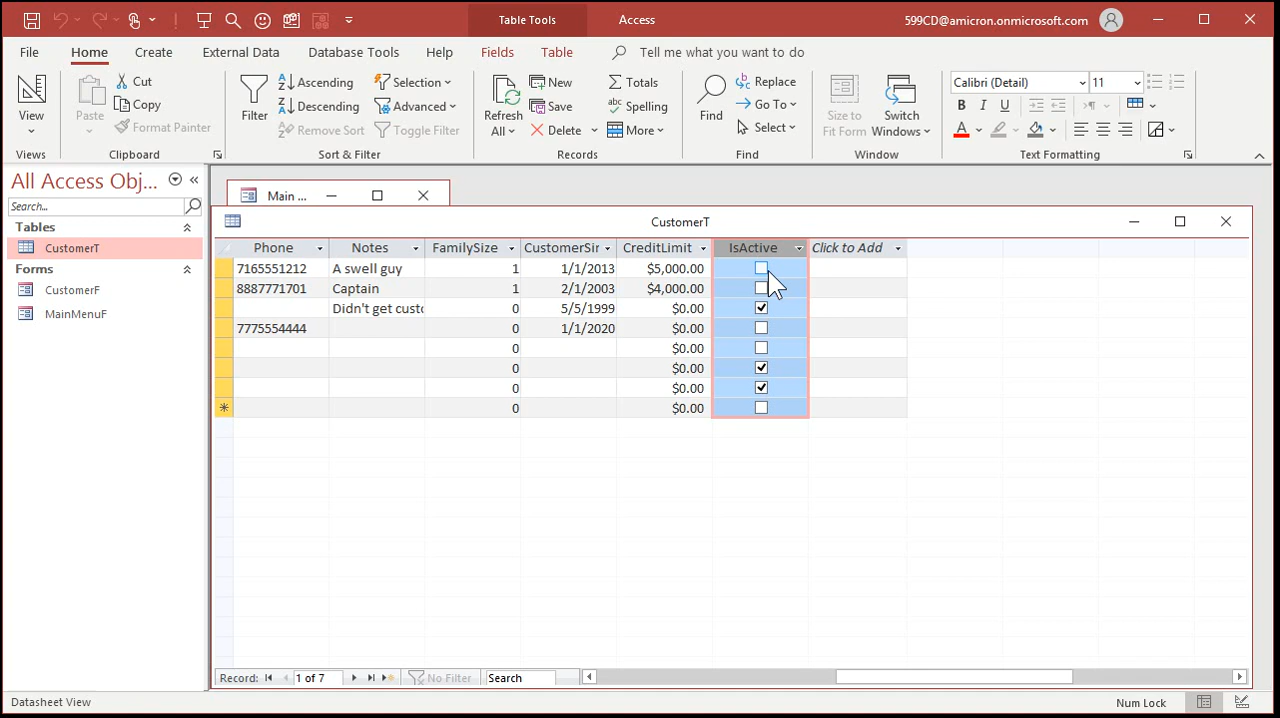 Table Tools Access 599CD@amicron.onmicrosoft.com
File Home Create External Data Database Tools Help Fields Table Tell me what you want to do
View
Views
Paste
Cut
Copy
Format Painter
Clipboard
Filter
Ascending
Descending
Remove Sort
Selection
Advanced
Toggle Filter
Sort & Filter
Refresh
All
New
Save
Delete
Totals
Spelling
More
Records
Find
Replace
Go To
Select
Find
Size to
Fit Form
Switch
Windows
Window
Calibri (Detail) 11
B I U
A
Text Formatting
All Access Obj...
Search...
Tables
CustomerT
Forms
CustomerF
MainMenuF
Main ...
CustomerT
Phone Notes FamilySize CustomerSir CreditLimit IsActive Click to Add
7165551212 A swell guy 1 1/1/2013 $5,000.00
8887771701 Captain 1 2/1/2003 $4,000.00
Didn't get custo 0 5/5/1999 $0.00
7775554444 0 1/1/2020 $0.00
0 $0.00
0 $0.00
0 $0.00
* 0 $0.00
Record: 1 of 7 No Filter Search
Datasheet View Num Lock